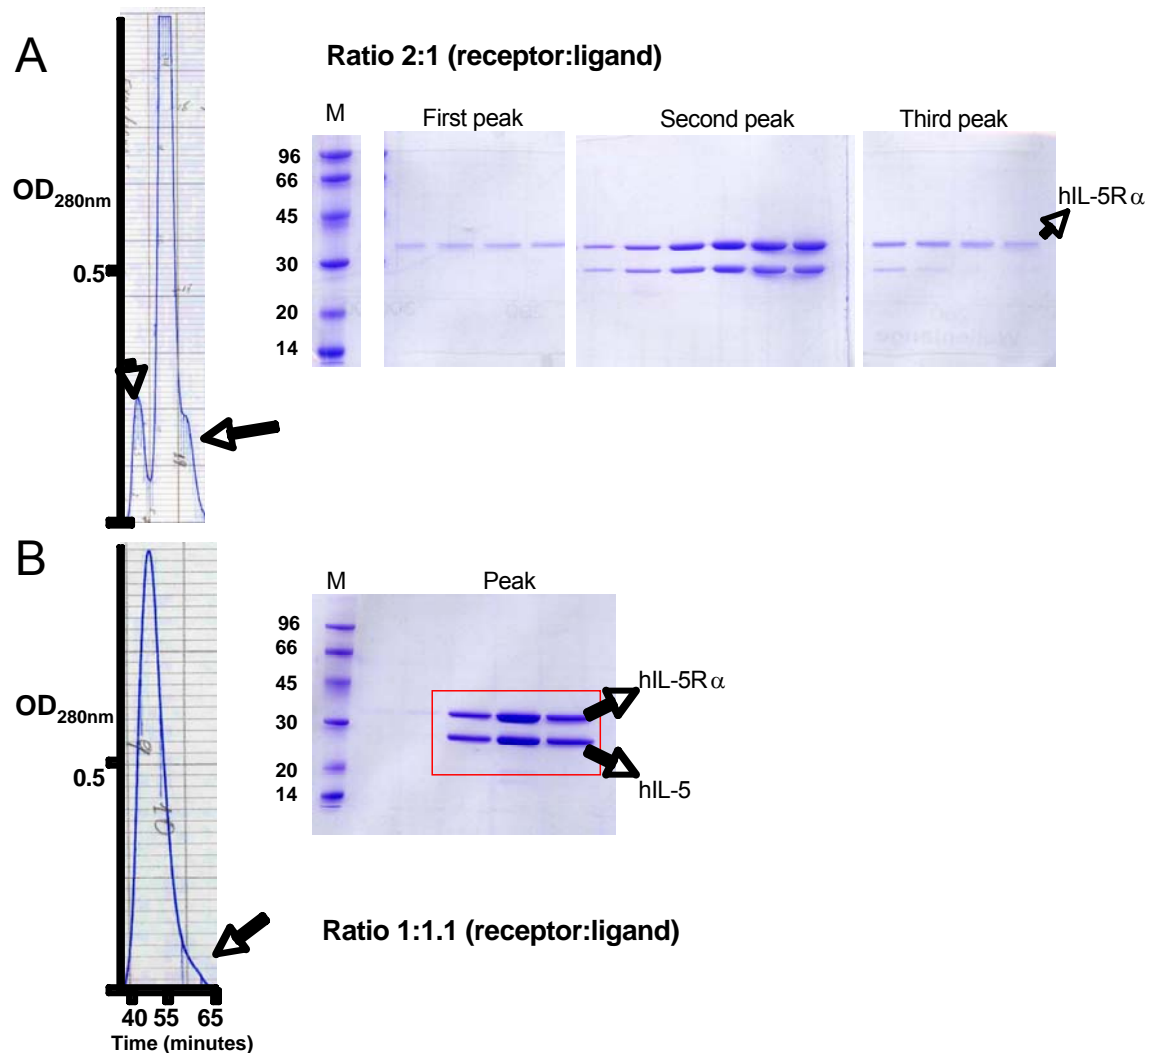 A
Ratio 2:1 (receptor:ligand)
M
First peak
Second peak
Third peak
96
66
45
30
20
14
hIL-5Rα
OD280nm
0.5
B
M
Peak
96
66
45
30
20
14
hIL-5Rα
hIL-5
OD280nm
0.5
9
10
Ratio 1:1.1 (receptor:ligand)
40 55 65
Time (minutes)